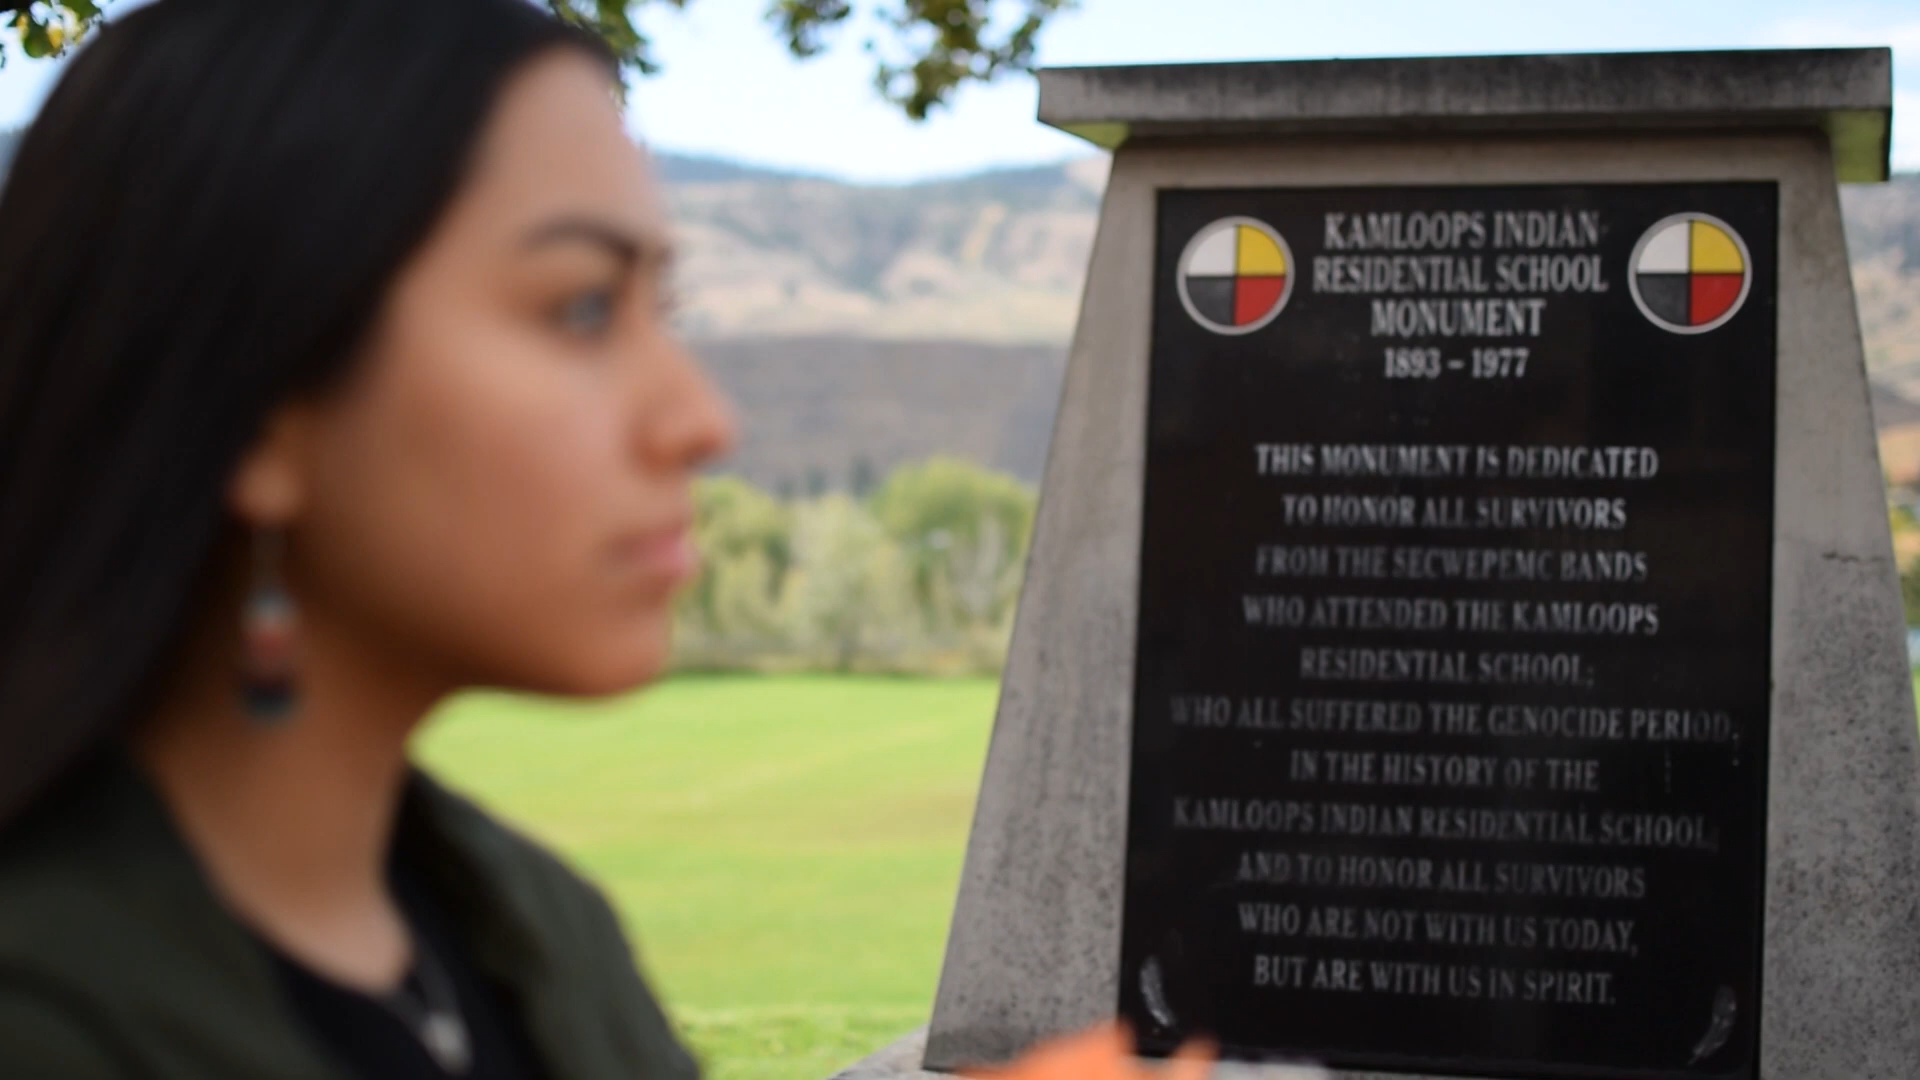 KAMLOOPS INDIAN
RESIDENTIAL SCHOOL
MONUMENT
1893 – 1977
THIS MONUMENT IS DEDICATED
TO HONOR ALL SURVIVORS
FROM THE SECWEPEMC BANDS
WHO ATTENDED THE KAMLOOPS
RESIDENTIAL SCHOOL;
WHO ALL SUFFERED THE GENOCIDE PERIOD,
IN THE HISTORY OF THE
KAMLOOPS INDIAN RESIDENTIAL SCHOOL;
AND TO HONOR ALL SURVIVORS
WHO ARE NOT WITH US TODAY,
BUT ARE WITH US IN SPIRIT.